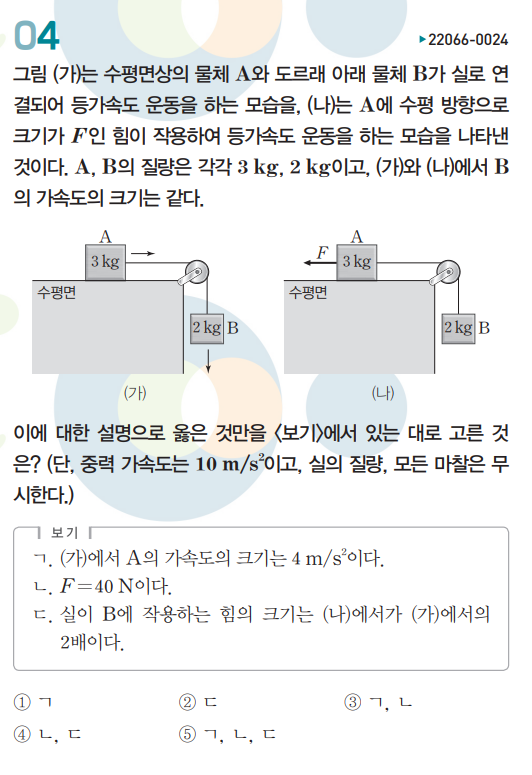 04
▶22066-0024
그림 (가)는 수평면상의 물체 A와 도르래 아래 물체 B가 실로 연
결되어 등가속도 운동을 하는 모습을, (나)는 A에 수평 방향으로
크기가 F인 힘이 작용하여 등가속도 운동을 하는 모습을 나타낸
것이다. A, B의 질량은 각각 3 kg, 2 kg이고, (가)와 (나)에서 B
의 가속도의 크기는 같다.
A
3 kg
수평면
2 kg B
(가)
A
F
3 kg
수평면
2 kg B
(나)
이에 대한 설명으로 옳은 것만을 〈보기〉에서 있는 대로 고른 것
은? (단, 중력 가속도는 10 m/s²이고, 실의 질량, 모든 마찰은 무
시한다.)
보기
ㄱ. (가)에서 A의 가속도의 크기는 4 m/s²이다.
ㄴ. F=40 N이다.
ㄷ. 실이 B에 작용하는 힘의 크기는 (나)에서가 (가)에서의
2배이다.
① ㄱ ② ㄷ ③ ㄱ, ㄴ
④ ㄴ, ㄷ ⑤ ㄱ, ㄴ, ㄷ